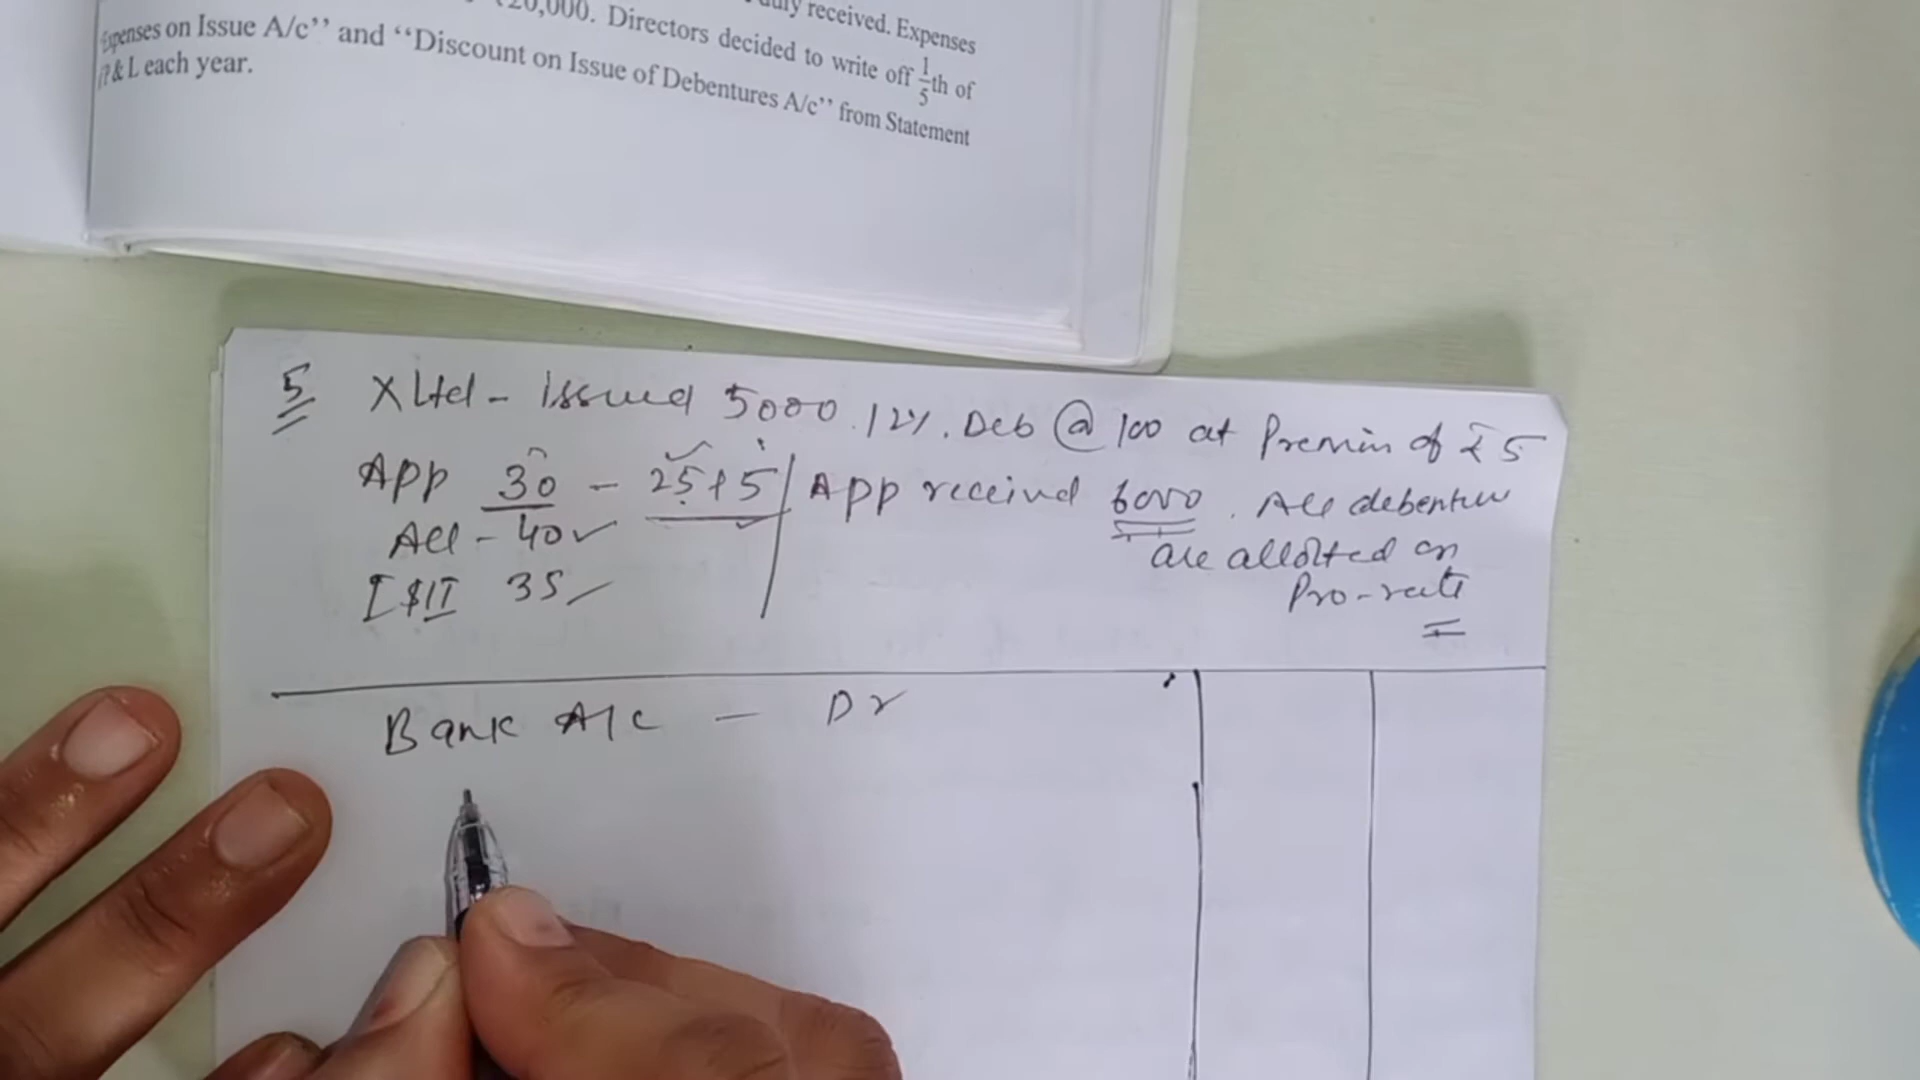 duly received. Expenses
₹20,000. Directors decided to write off 1/5th of
Expenses on Issue A/c” and “Discount on Issue of Debentures A/c” from Statement
P&L each year.
5 X Ltd - issued 5000. 12%. Deb @ 100 at Premium of ₹5
App 30 - 25+5 / App received 6000. All debenture
All - 40 ✓ are allotted on
I & II 35 Pro-rata
Bank A/c - Dr